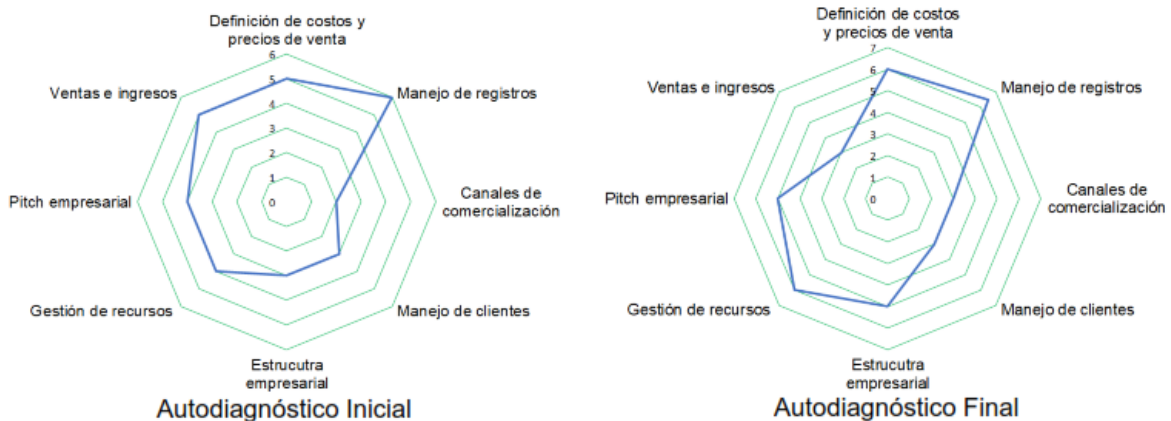 Definición de costos y
precios de venta
6
5
4
3
2
1
0
Manejo de registros
Canales de
comercialización
Manejo de clientes
Estrucutra
empresarial
Gestión de recursos
Pitch empresarial
Ventas e ingresos
Autodiagnóstico Inicial
Definición de costos
y precios de venta
7
6
5
4
3
2
1
0
Manejo de registros
Canales de
comercialización
Manejo de clientes
Estrucutra
empresarial
Gestión de recursos
Pitch empresarial
Ventas e ingresos
Autodiagnóstico Final